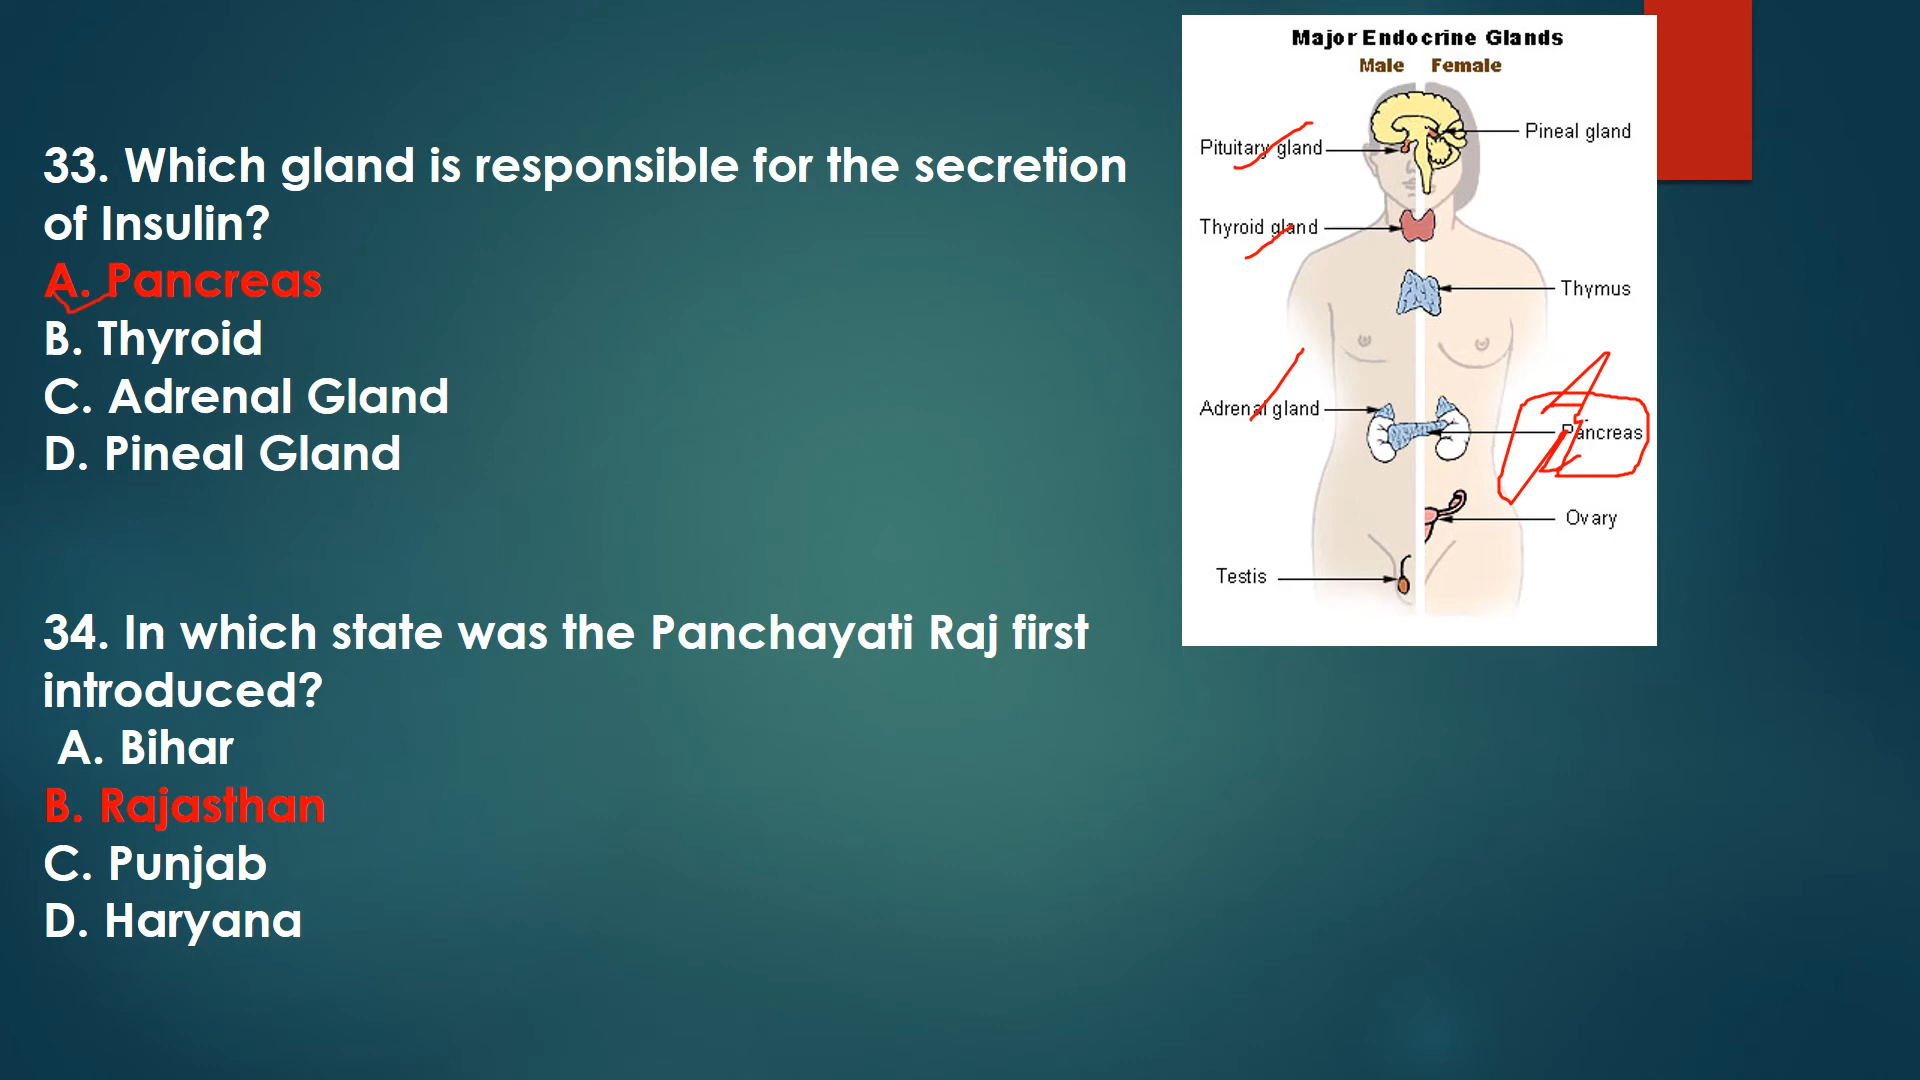 33. Which gland is responsible for the secretion
of Insulin?
A. Pancreas
B. Thyroid
C. Adrenal Gland
D. Pineal Gland
34. In which state was the Panchayati Raj first
introduced?
A. Bihar
B. Rajasthan
C. Punjab
D. Haryana
Major Endocrine Glands
Male Female
Pituitary gland
Pineal gland
Thyroid gland
Thymus
Adrenal gland
Pancreas
Ovary
Testis